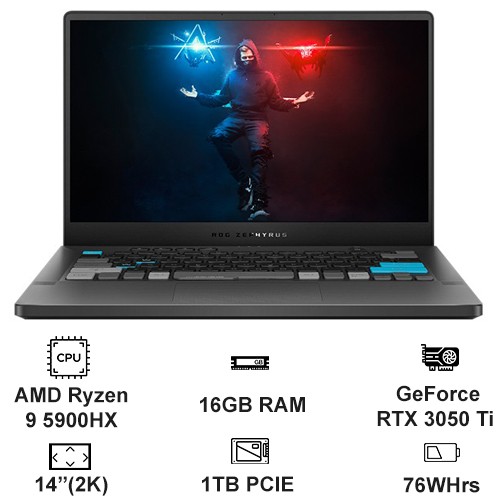 ROG ZEPHYRUS
CPU
GB
AMD Ryzen
9 5900HX
16GB RAM
GeForce
RTX 3050 Ti
14”(2K)
1TB PCIE
76WHrs